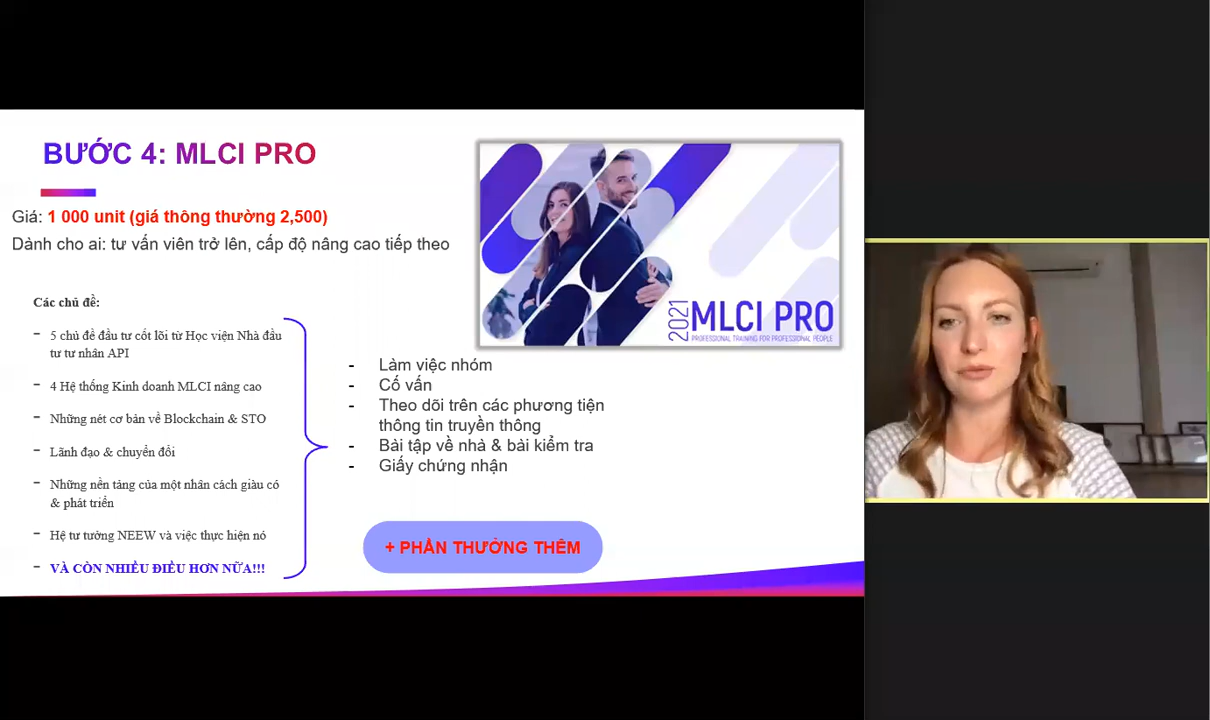 BƯỚC 4: MLCI PRO
Giá: 1 000 unit (giá thông thường 2,500)
Dành cho ai: tư vấn viên trở lên, cấp độ nâng cao tiếp theo
Các chủ đề:
- 5 chủ đề đầu tư cốt lõi từ Học viện Nhà đầu
tư tư nhân API
- 4 Hệ thống Kinh doanh MLCI nâng cao
- Những nét cơ bản về Blockchain & STO
- Lãnh đạo & chuyển đổi
- Những nền tảng của một nhân cách giàu có
& phát triển
- Hệ tư tưởng NEEW và việc thực hiện nó
- VÀ CÒN NHIỀU ĐIỀU HƠN NỮA!!!
2021 MLCI PRO
PROFESSIONAL TRAINING FOR PROFESSIONAL PEOPLE
- Làm việc nhóm
- Cố vấn
- Theo dõi trên các phương tiện
thông tin truyền thông
- Bài tập về nhà & bài kiểm tra
- Giấy chứng nhận
+ PHẦN THƯỞNG THÊM